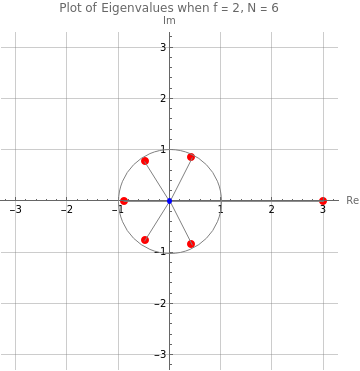 Plot of Eigenvalues when f = 2, N = 6
Im
3
2
1
−3 −2 −1 1 2 3 Re
−1
−2
−3